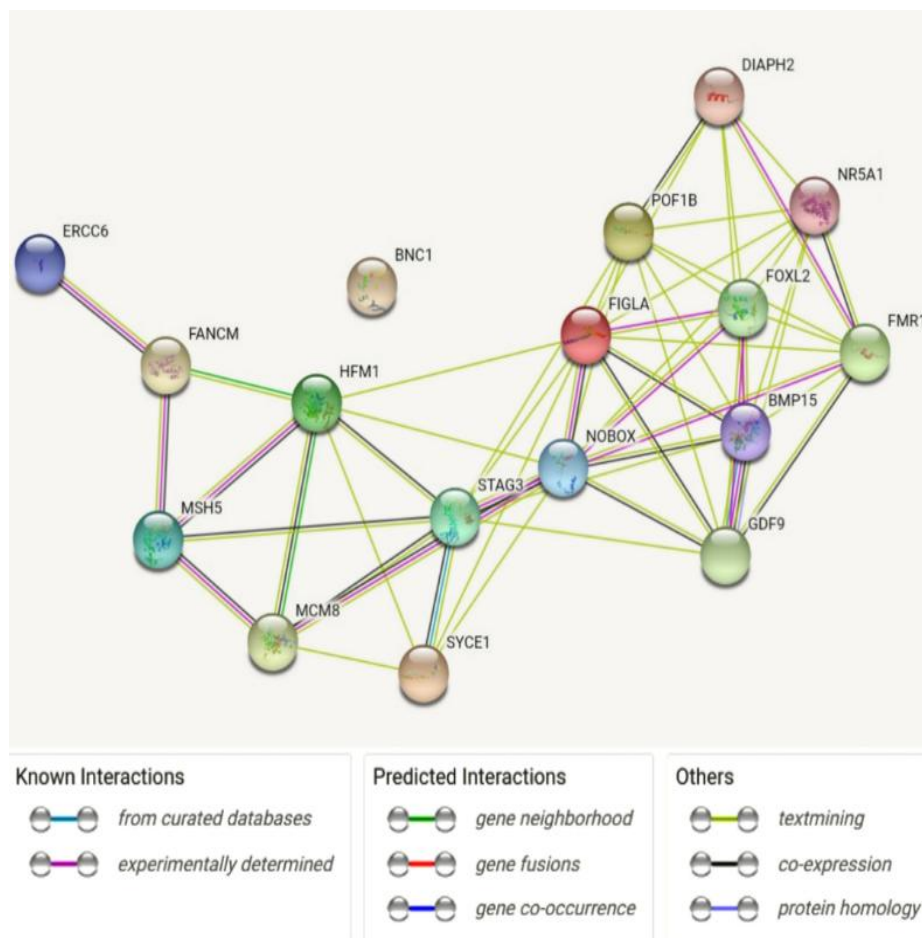 DIAPH2
NR5A1
POF1B
ERCC6
BNC1
FOXL2
FIGLA
FANCM
FMR1
HFM1
BMP15
NOBOX
STAG3
MSH5
GDF9
MCM8
SYCE1
Known Interactions
from curated databases
experimentally determined
Predicted Interactions
gene neighborhood
gene fusions
gene co-occurrence
Others
textmining
co-expression
protein homology